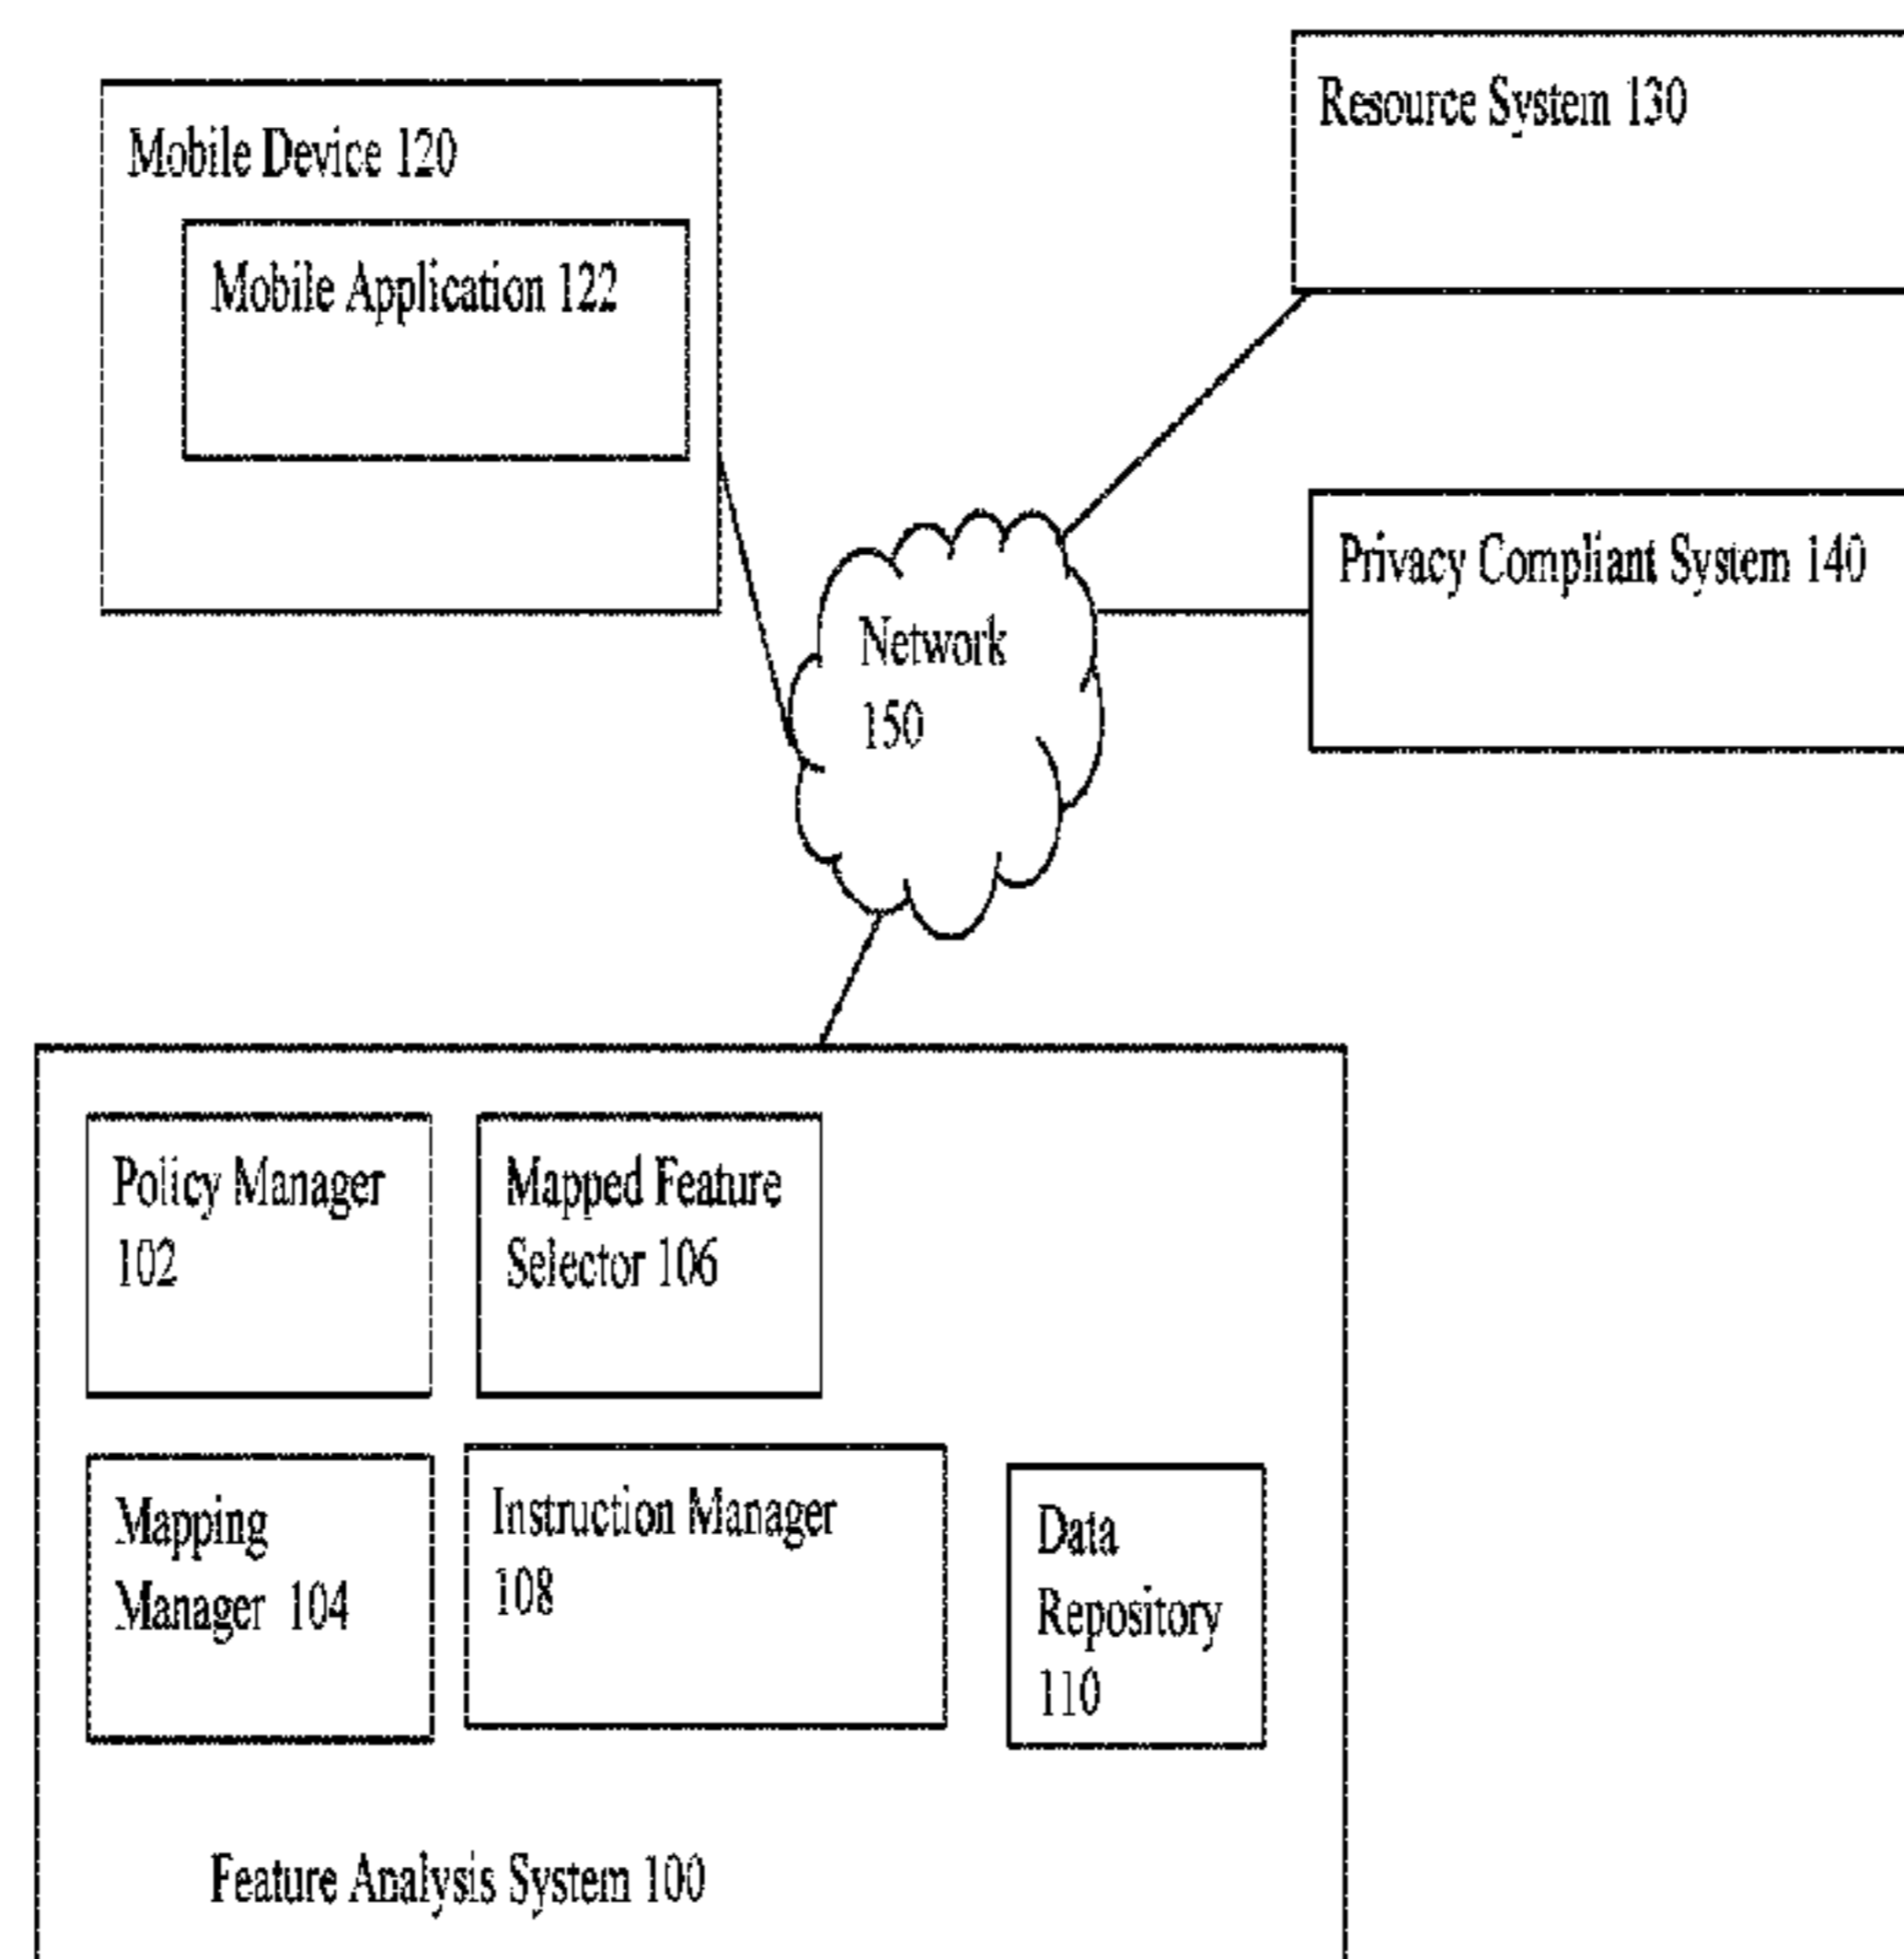 Resource System 130
Mobile Device 120
Mobile Application 122
Privacy Compliant System 140
Network
150
Policy Manager
102
Mapped Feature
Selector 106
Mapping
Manager 104
Instruction Manager
108
Data
Repository
110
Feature Analysis System 100